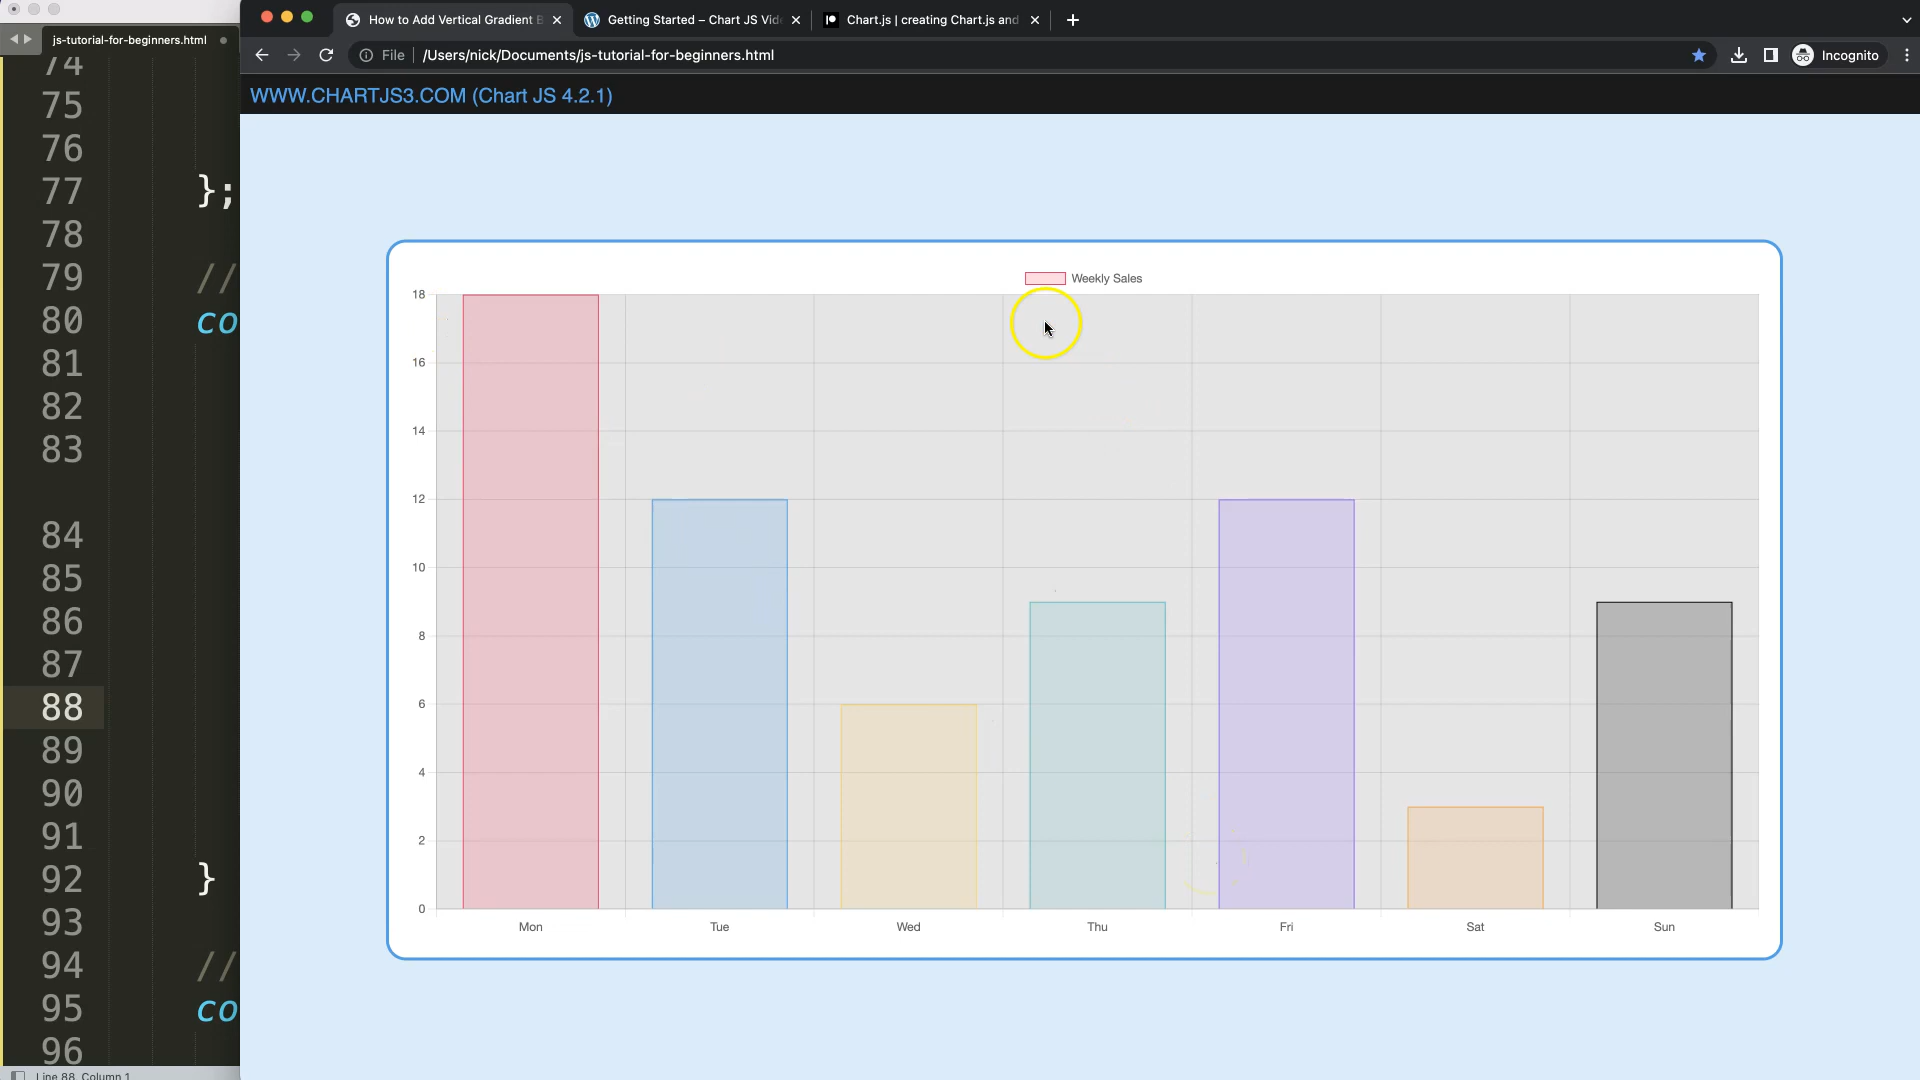 js-tutorial-for-beginners.html
74
75
76
77 };
78
79 //
80 co
81
82
83
84
85
86
87
88
89
90
91
92 }
93
94 //
95 co
96
Line 88, Column 1
How to Add Vertical Gradient B
Getting Started – Chart JS Vid
Chart.js | creating Chart.js and
File /Users/nick/Documents/js-tutorial-for-beginners.html
Incognito
WWW.CHARTJS3.COM (Chart JS 4.2.1)
Weekly Sales
18
16
14
12
10
8
6
4
2
0
Mon Tue Wed Thu Fri Sat Sun